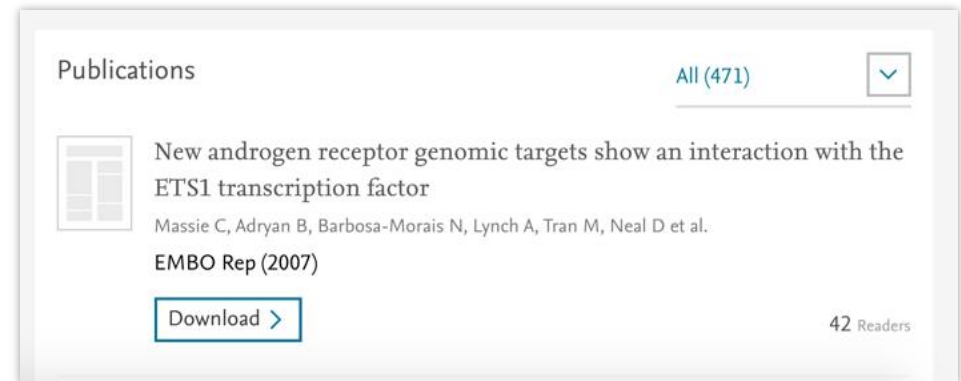 Publications
All (471)
New androgen receptor genomic targets show an interaction with the
ETS1 transcription factor
Massie C, Adryan B, Barbosa-Morais N, Lynch A, Tran M, Neal D et al.
EMBO Rep (2007)
Download
42 Readers